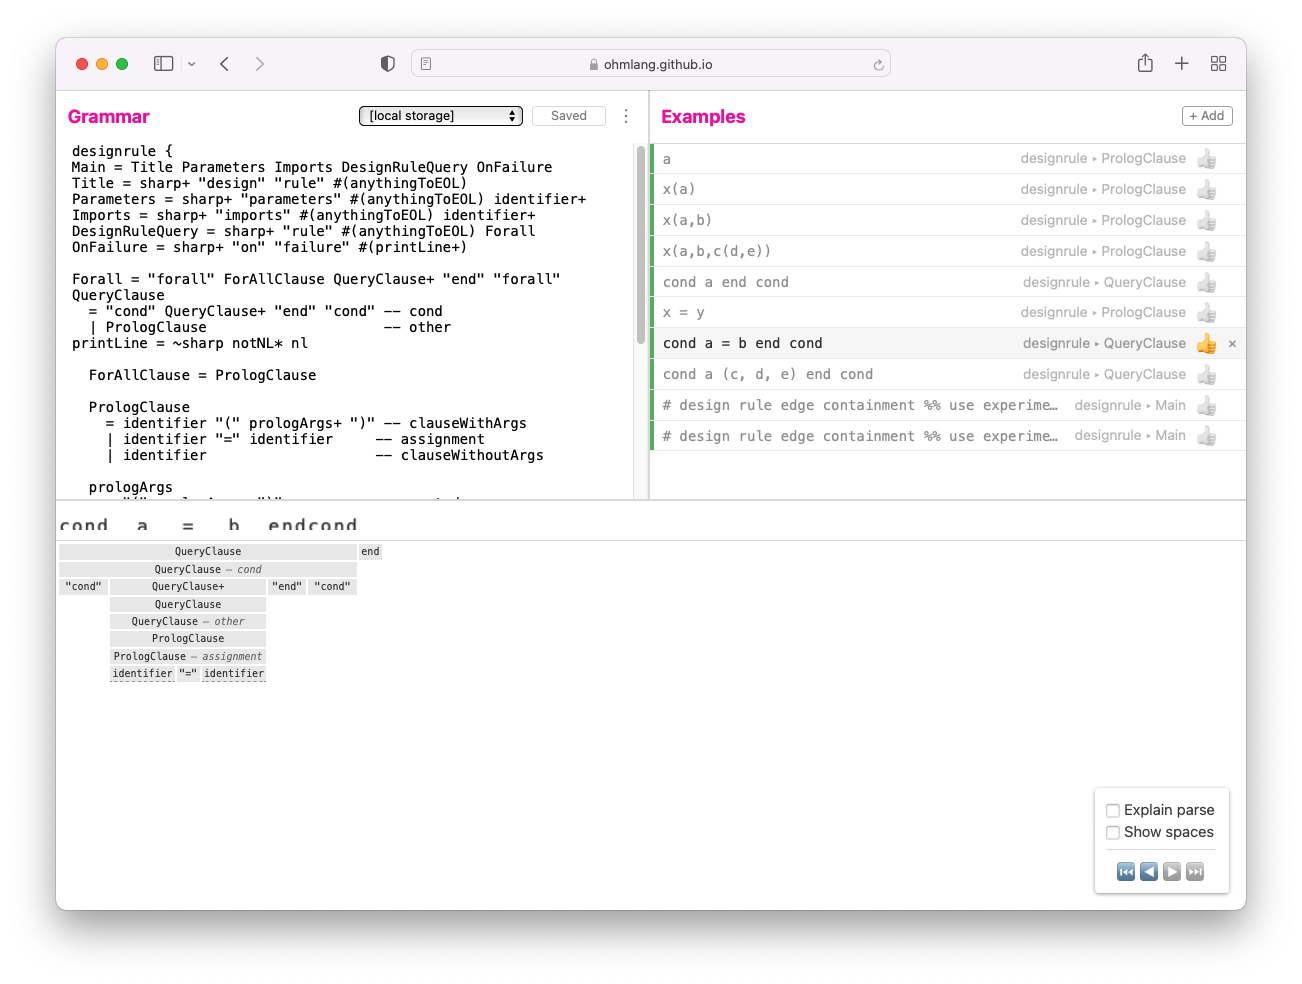 ohmlang.github.io
Grammar
[local storage]
Saved
designrule {
Main = Title Parameters Imports DesignRuleQuery OnFailure
Title = sharp+ "design" "rule" #(anythingToEOL)
Parameters = sharp+ "parameters" #(anythingToEOL) identifier+
Imports = sharp+ "imports" #(anythingToEOL) identifier+
DesignRuleQuery = sharp+ "rule" #(anythingToEOL) Forall
OnFailure = sharp+ "on" "failure" #(printLine+)
Forall = "forall" ForAllClause QueryClause+ "end" "forall"
QueryClause
= "cond" QueryClause+ "end" "cond" -- cond
| PrologClause -- other
printLine = ~sharp notNL* nl
ForAllClause = PrologClause
PrologClause
= identifier "(" prologArgs+ ")" -- clauseWithArgs
| identifier "=" identifier -- assignment
| identifier -- clauseWithoutArgs
prologArgs
Examples
+ Add
a designrule ▸ PrologClause
x(a) designrule ▸ PrologClause
x(a,b) designrule ▸ PrologClause
x(a,b,c(d,e)) designrule ▸ PrologClause
cond a end cond designrule ▸ QueryClause
x = y designrule ▸ PrologClause
cond a = b end cond designrule ▸ QueryClause 👍 ×
cond a (c, d, e) end cond designrule ▸ QueryClause
# design rule edge containment %% use experime… designrule ▸ Main
# design rule edge containment %% use experime… designrule ▸ Main
cond a = b endcond
QueryClause end
QueryClause – cond
"cond" QueryClause+ "end" "cond"
QueryClause
QueryClause – other
PrologClause
PrologClause – assignment
identifier "=" identifier
Explain parse
Show spaces